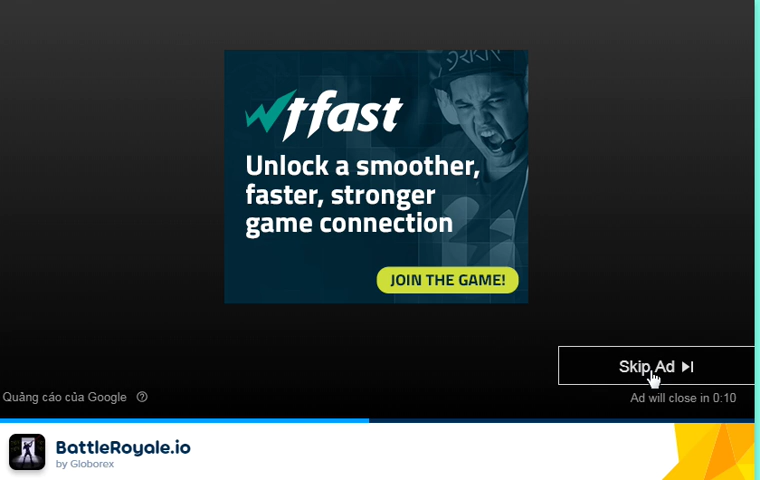 wtfast
Unlock a smoother,
faster, stronger
game connection
JOIN THE GAME!
Skip Ad
Quảng cáo của Google
Ad will close in 0:10
BattleRoyale.io
by Globorex